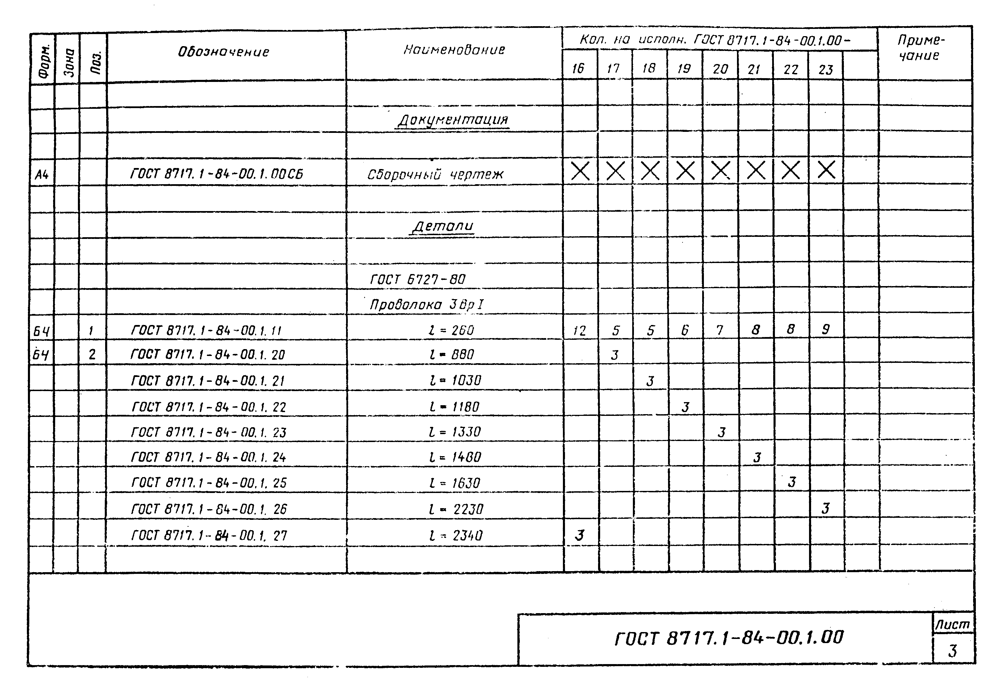 Форм.
Зона
Поз.
Обозначение
Наименование
Кол. на исполн. ГОСТ 8717.1-84-00.1.00-
Приме-
чание
16 17 18 19 20 21 22 23
Документация
А4 ГОСТ 8717.1-84-00.1.00СБ Сборочный чертеж X X X X X X X X
Детали
ГОСТ 6727-80
Проволока 3ВрI
БЧ 1 ГОСТ 8717.1-84-00.1.11 l = 260 12 5 5 6 7 8 8 9
БЧ 2 ГОСТ 8717.1-84-00.1.20 l = 880 3
ГОСТ 8717.1-84-00.1.21 l = 1030 3
ГОСТ 8717.1-84-00.1.22 l = 1180 3
ГОСТ 8717.1-84-00.1.23 l = 1330 3
ГОСТ 8717.1-84-00.1.24 l = 1480 3
ГОСТ 8717.1-84-00.1.25 l = 1630 3
ГОСТ 8717.1-84-00.1.26 l = 2230 3
ГОСТ 8717.1-84-00.1.27 l = 2340 3
ГОСТ 8717.1-84-00.1.00
Лист
3